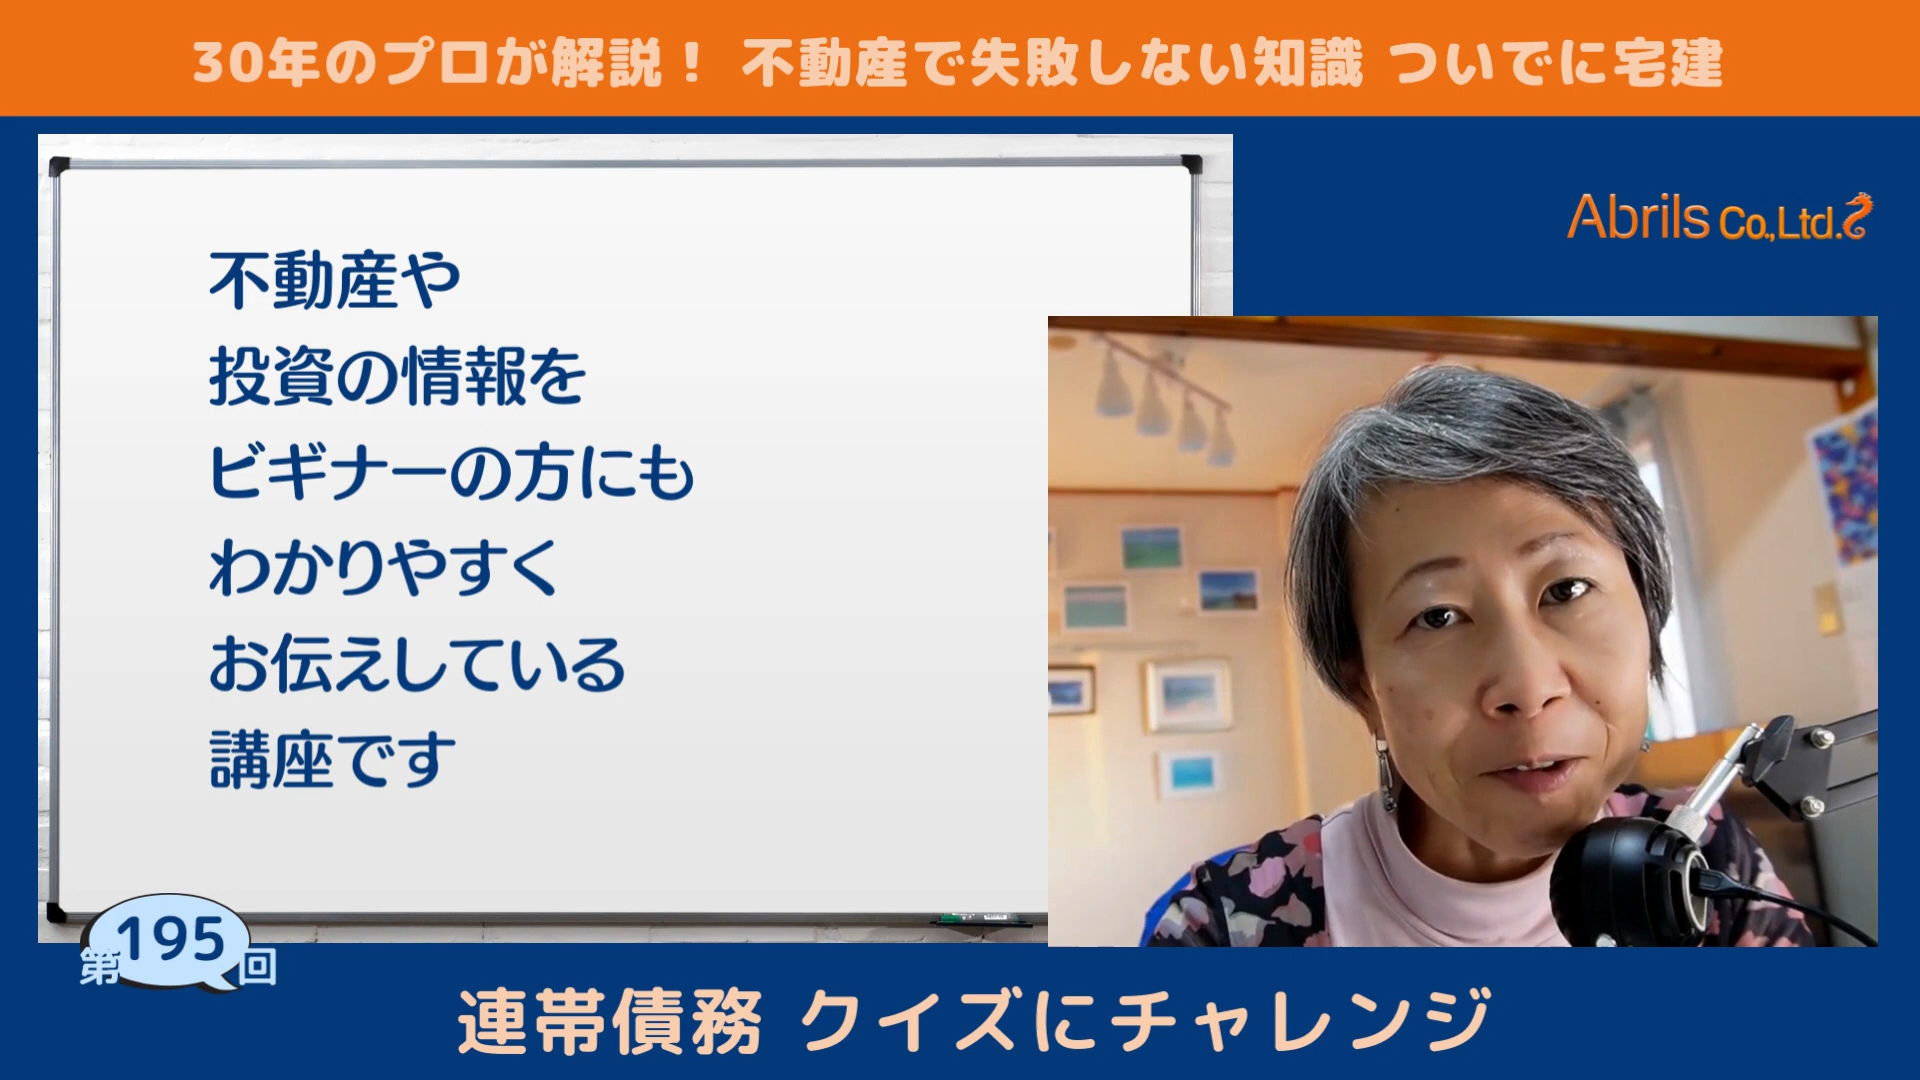 30年のプロが解説！ 不動産で失敗しない知識 ついでに宅建
Abrils Co.,Ltd.
不動産や
投資の情報を
ビギナーの方にも
わかりやすく
お伝えしている
講座です
第195回
連帯債務 クイズにチャレンジ